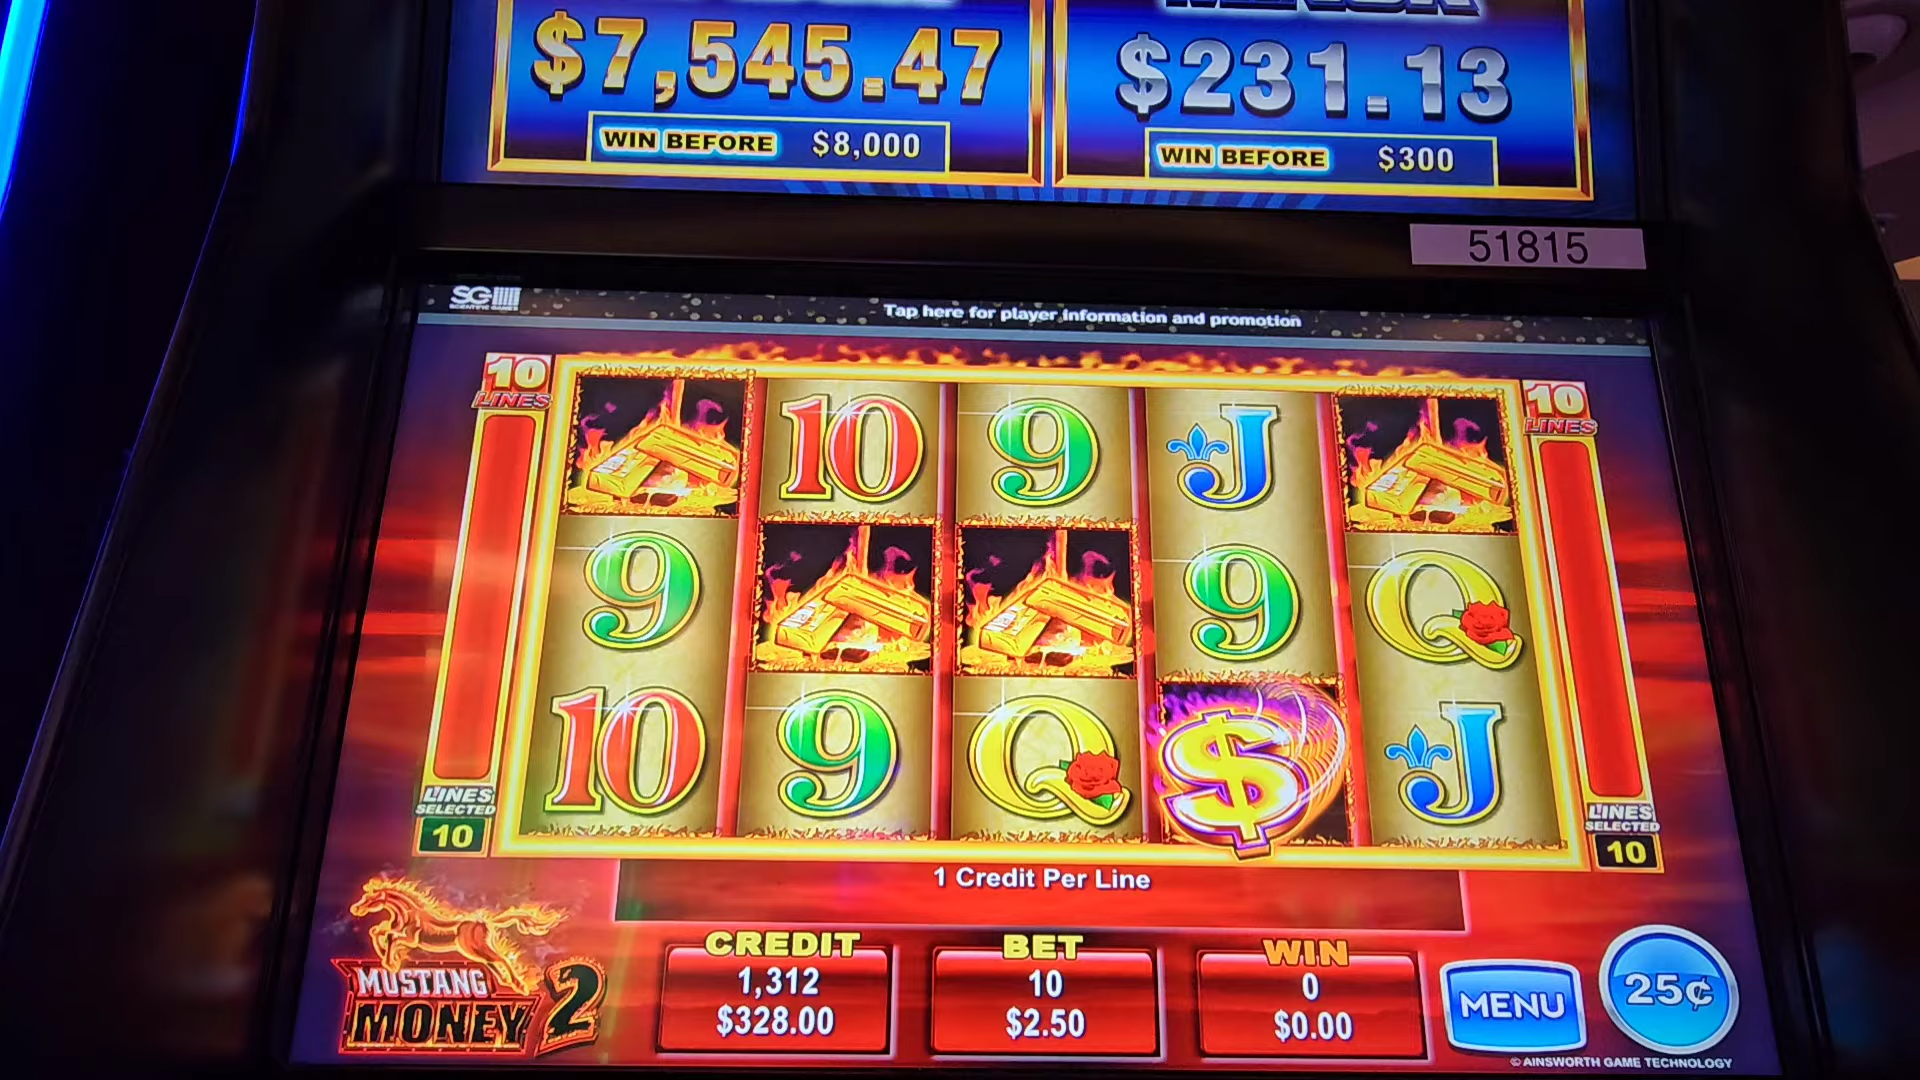 $7,545.47
WIN BEFORE $8,000
$231.13
WIN BEFORE $300
51815
SG
SCIENTIFIC GAMES
Tap here for player information and promotion
10
LINES
10
LINES
10
9
J
9
9
Q
10
9
Q
$
J
LINES
SELECTED
10
LINES
SELECTED
10
1 Credit Per Line
MUSTANG
MONEY 2
CREDIT
1,312
$328.00
BET
10
$2.50
WIN
0
$0.00
MENU
25¢
© AINSWORTH GAME TECHNOLOGY